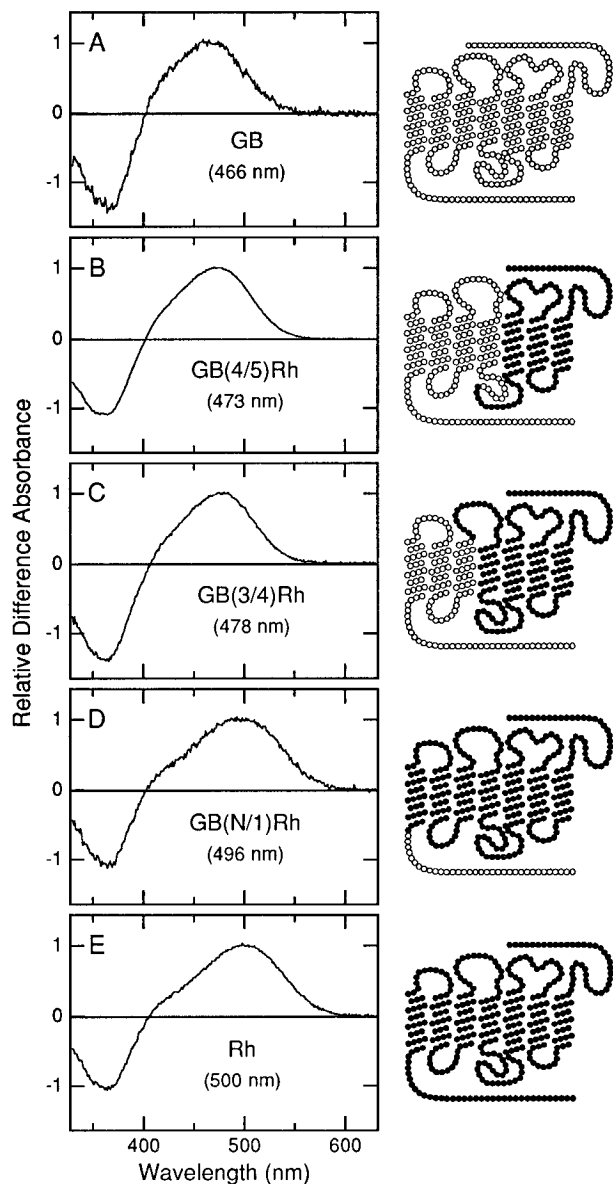 A
1
0
-1
GB
(466 nm)
B
1
0
-1
GB(4/5)Rh
(473 nm)
C
1
0
-1
GB(3/4)Rh
(478 nm)
D
1
0
-1
GB(N/1)Rh
(496 nm)
E
1
0
-1
Rh
(500 nm)
400 500 600
Wavelength (nm)
Relative Difference Absorbance